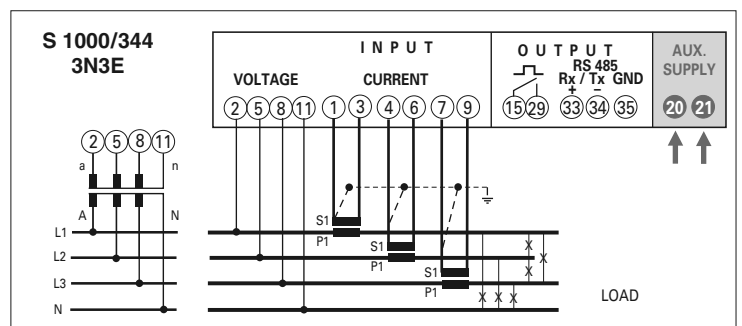 S 1000/344
3N3E
INPUT
VOLTAGE
CURRENT
2 5 8 11 1 3 4 6 7 9
OUTPUT
RS 485
Rx / Tx GND
+ −
15 29 33 34 35
AUX.
SUPPLY
20 21
2 5 8 11
a n
A N
L1
L2
L3
N
S1
P1
S1
P1
S1
P1
X X
X X X
LOAD